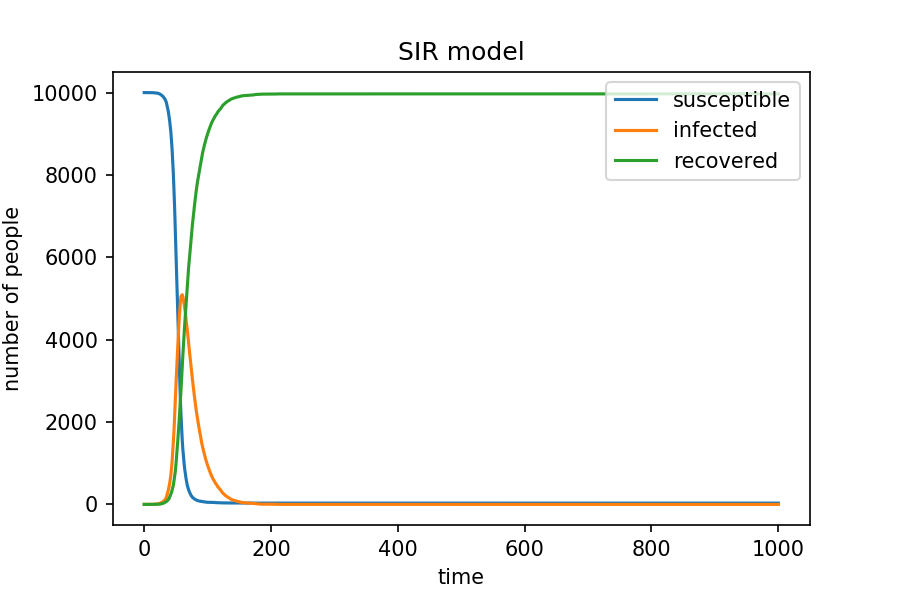 SIR model
10000
8000
6000
4000
2000
0
number of people
susceptible
infected
recovered
0 200 400 600 800 1000
time